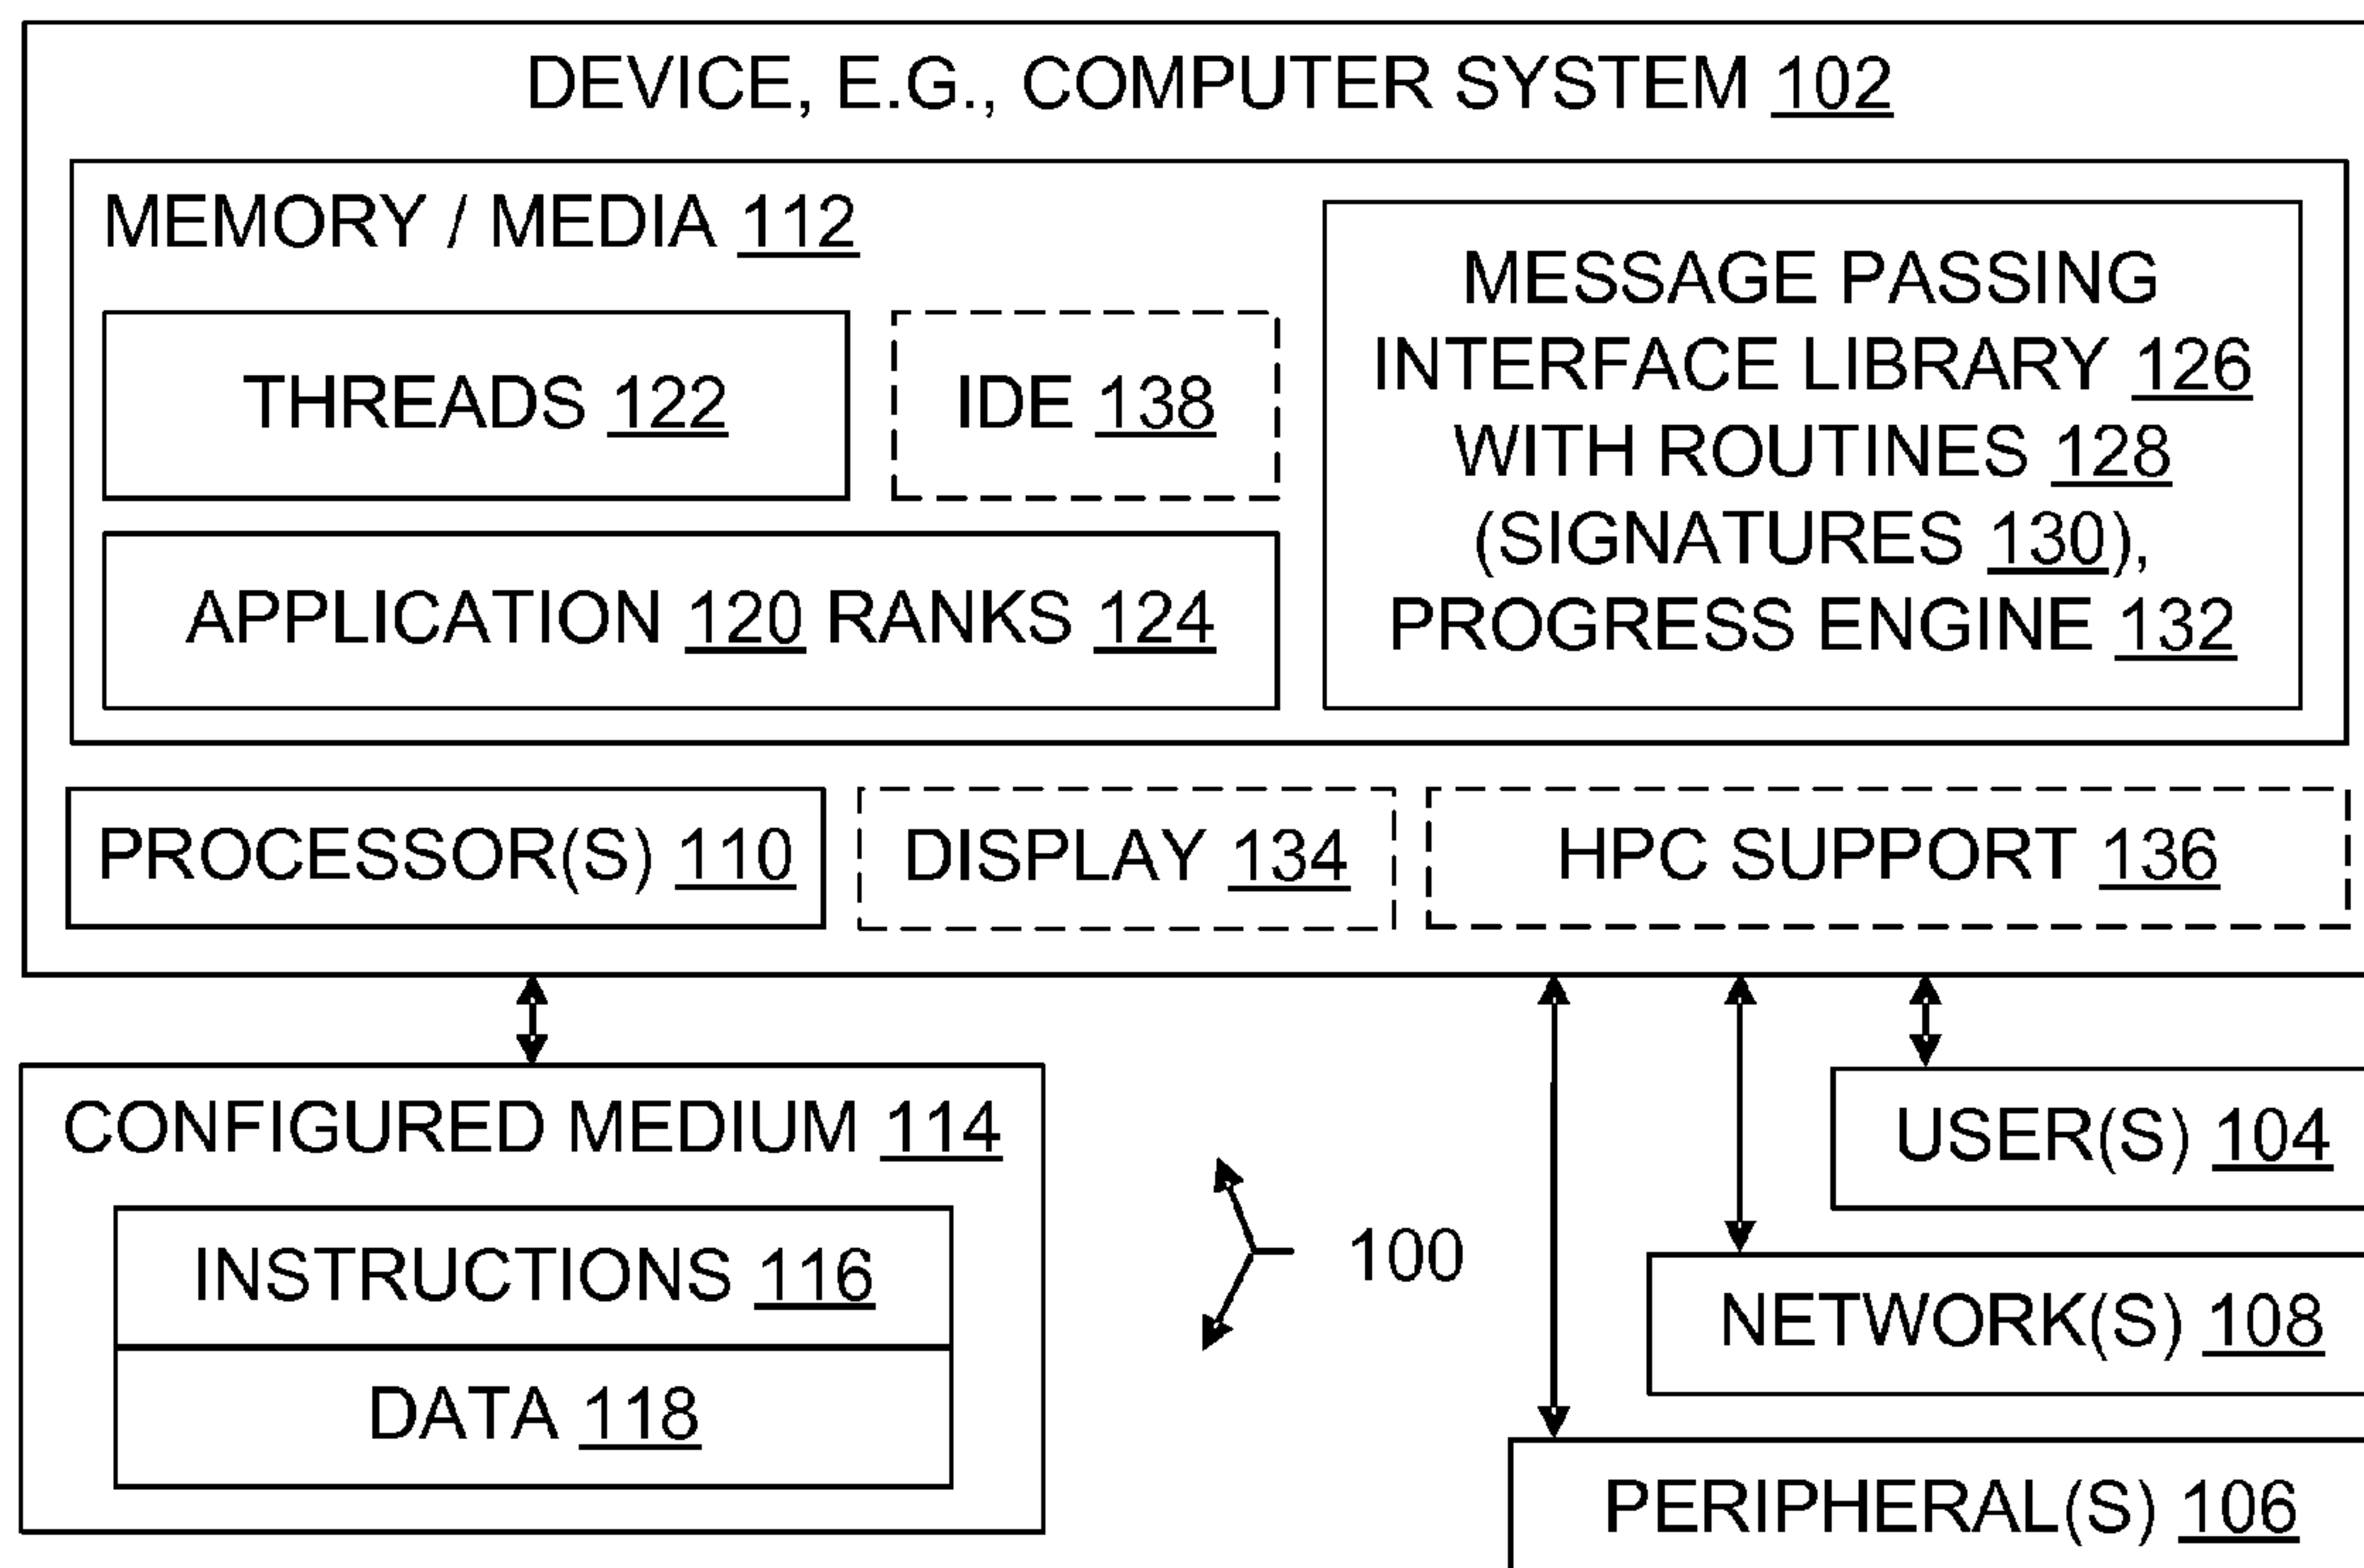 DEVICE, E.G., COMPUTER SYSTEM 102
MEMORY / MEDIA 112
THREADS 122
IDE 138
APPLICATION 120 RANKS 124
MESSAGE PASSING
INTERFACE LIBRARY 126
WITH ROUTINES 128
(SIGNATURES 130),
PROGRESS ENGINE 132
PROCESSOR(S) 110
DISPLAY 134
HPC SUPPORT 136
CONFIGURED MEDIUM 114
INSTRUCTIONS 116
DATA 118
100
USER(S) 104
NETWORK(S) 108
PERIPHERAL(S) 106